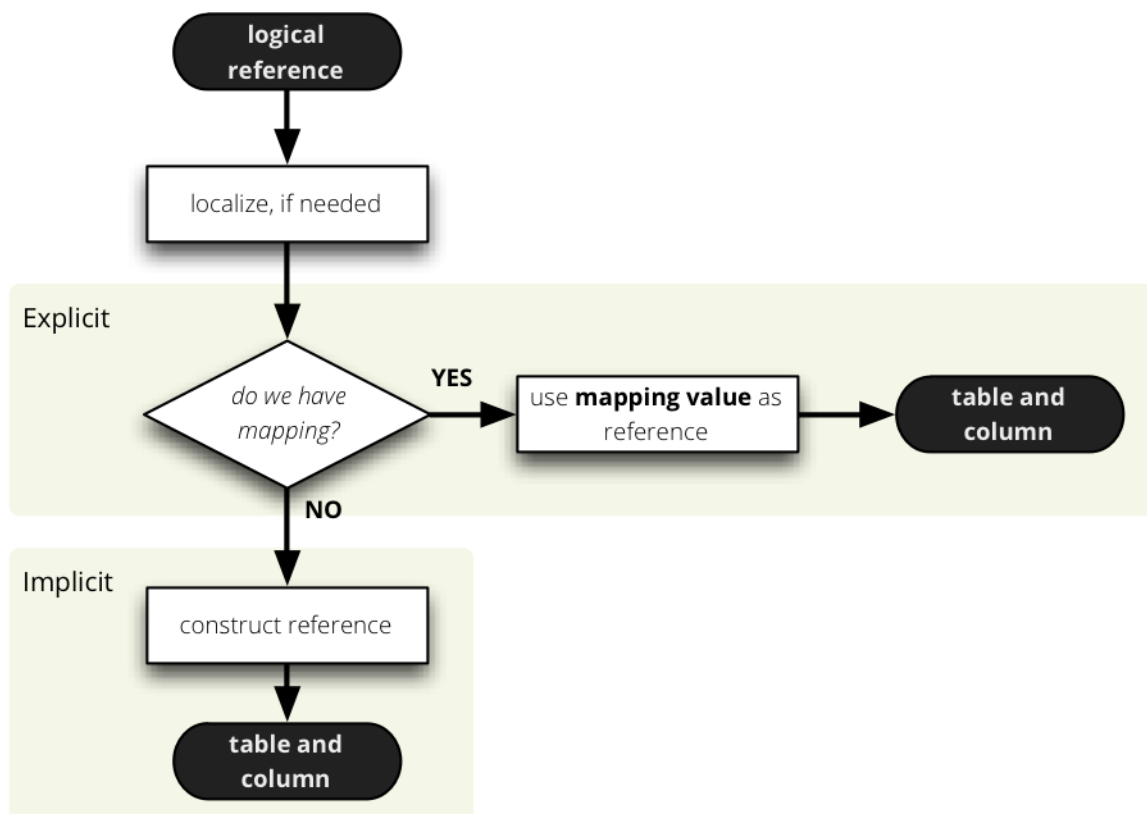 logical
reference
localize, if needed
Explicit
do we have
mapping?
YES
use mapping value as
reference
table and
column
NO
Implicit
construct reference
table and
column